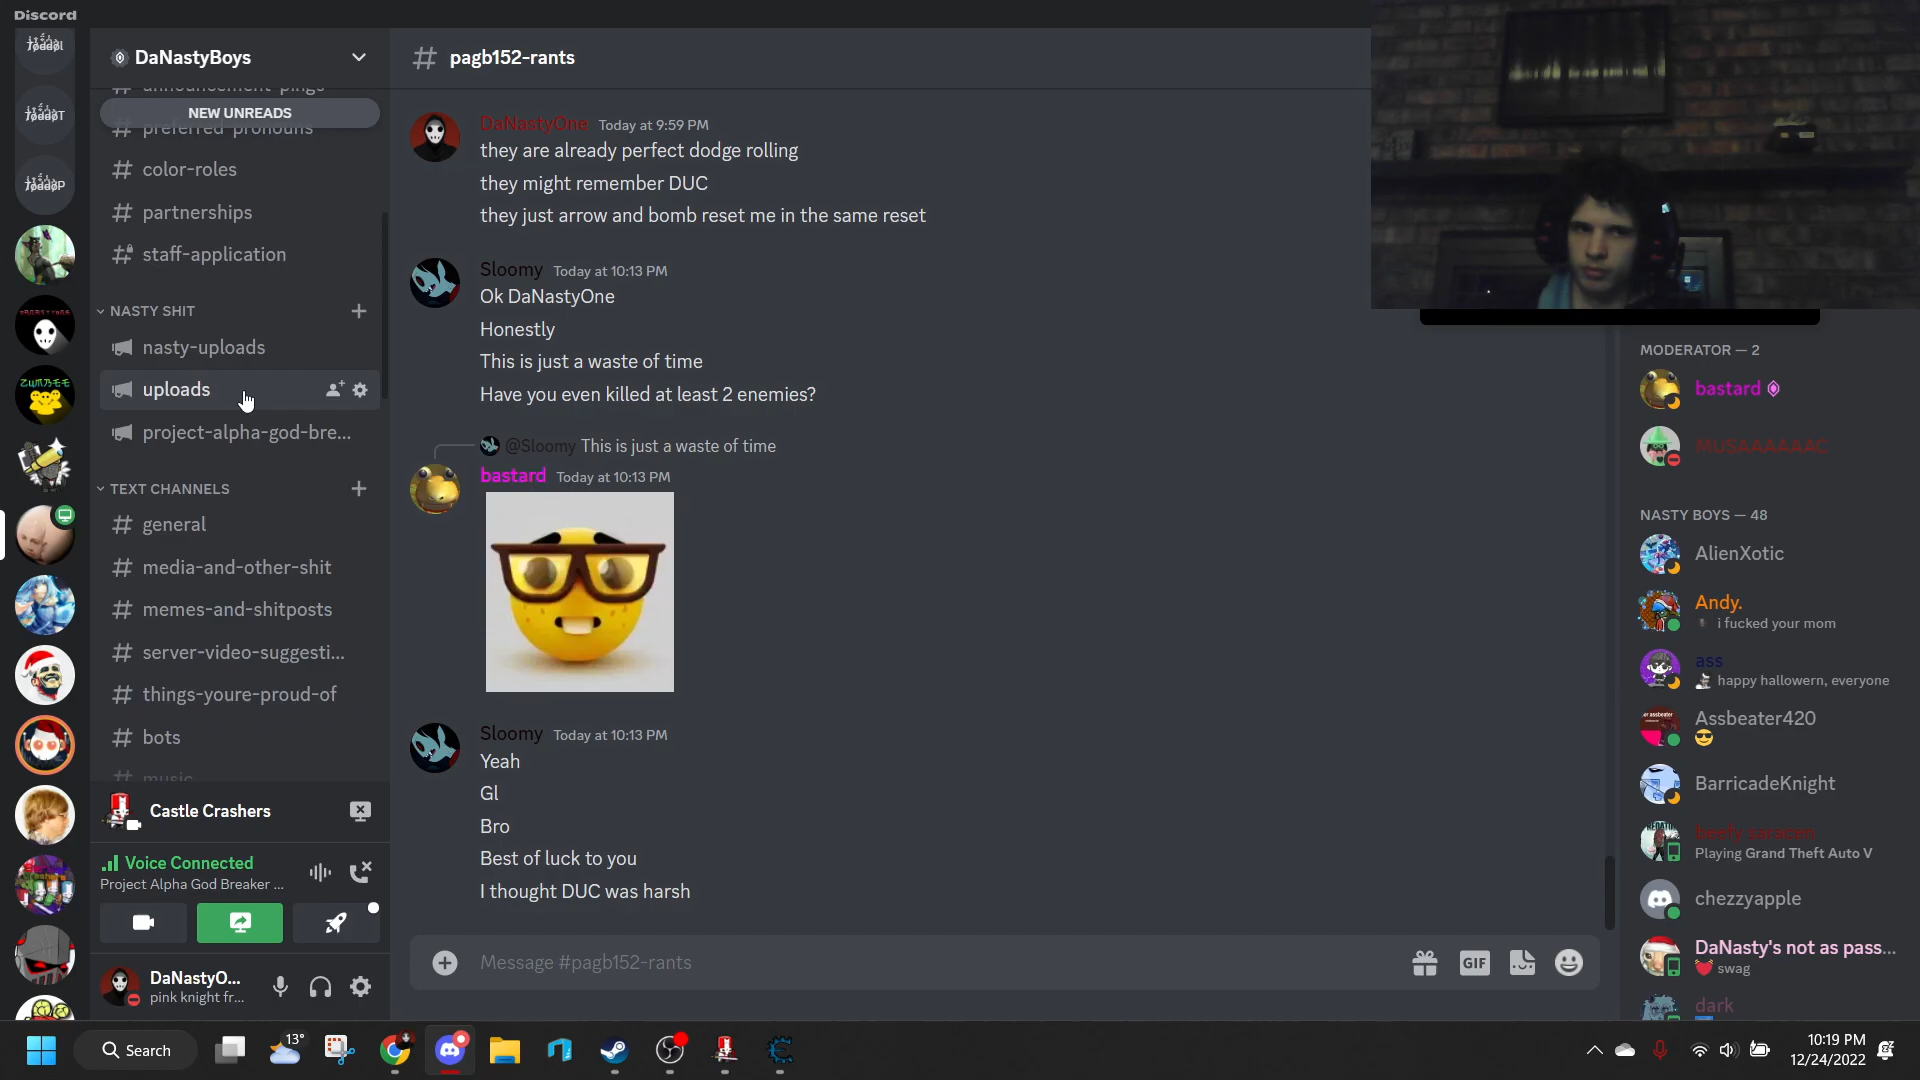 Discord
DaNastyBoys
NEW UNREADS
announcement-pings
preferred-pronouns
color-roles
partnerships
staff-application
NASTY SHIT
nasty-uploads
uploads
project-alpha-god-bre...
TEXT CHANNELS
general
media-and-other-shit
memes-and-shitposts
server-video-suggesti...
things-youre-proud-of
bots
music
Castle Crashers
Voice Connected
Project Alpha God Breaker ...
DaNastyO...
pink knight fr...
pagb152-rants
DaNastyOne Today at 9:59 PM
they are already perfect dodge rolling
they might remember DUC
they just arrow and bomb reset me in the same reset
Sloomy Today at 10:13 PM
Ok DaNastyOne
Honestly
This is just a waste of time
Have you even killed at least 2 enemies?
@Sloomy This is just a waste of time
bastard Today at 10:13 PM
Sloomy Today at 10:13 PM
Yeah
Gl
Bro
Best of luck to you
I thought DUC was harsh
Message #pagb152-rants
GIF
MODERATOR — 2
bastard
MUSAAAAAAC
NASTY BOYS — 48
AlienXotic
Andy.
i fucked your mom
ass
happy hallowern, everyone
Assbeater420
BarricadeKnight
beefy saracen
Playing Grand Theft Auto V
chezzyapple
DaNasty's not as pass...
swag
dark
Search
13°
10:19 PM
12/24/2022